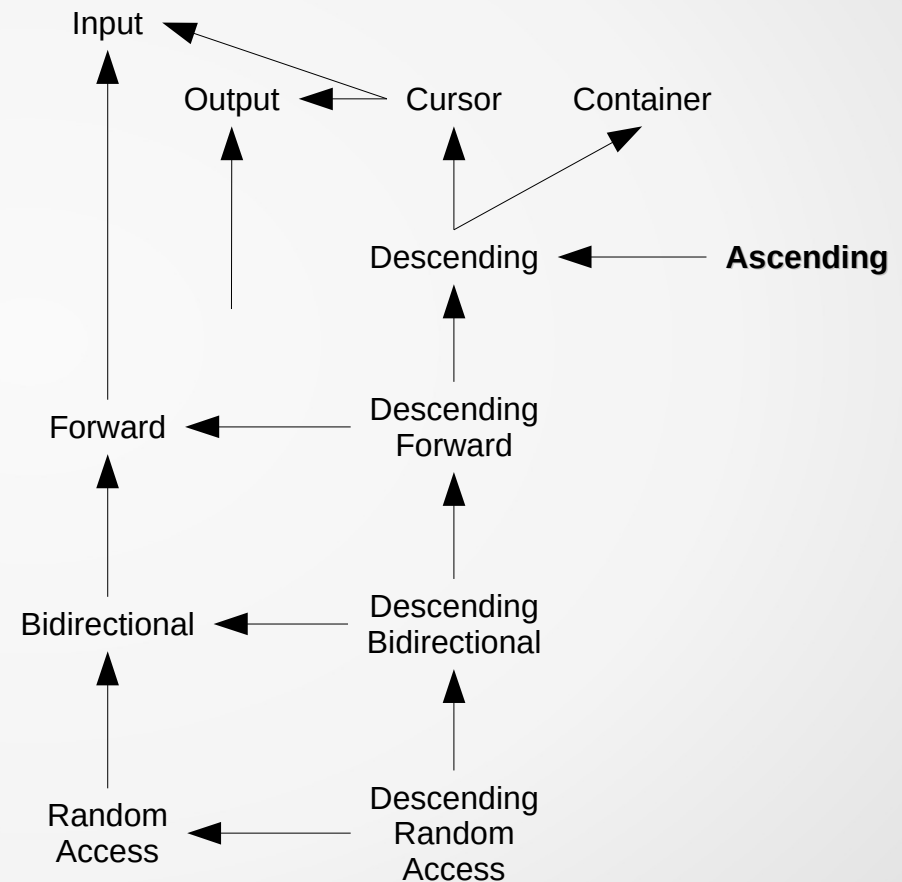 Input
Output
Cursor
Container
Descending
Ascending
Forward
Descending
Forward
Bidirectional
Descending
Bidirectional
Random
Access
Descending
Random
Access